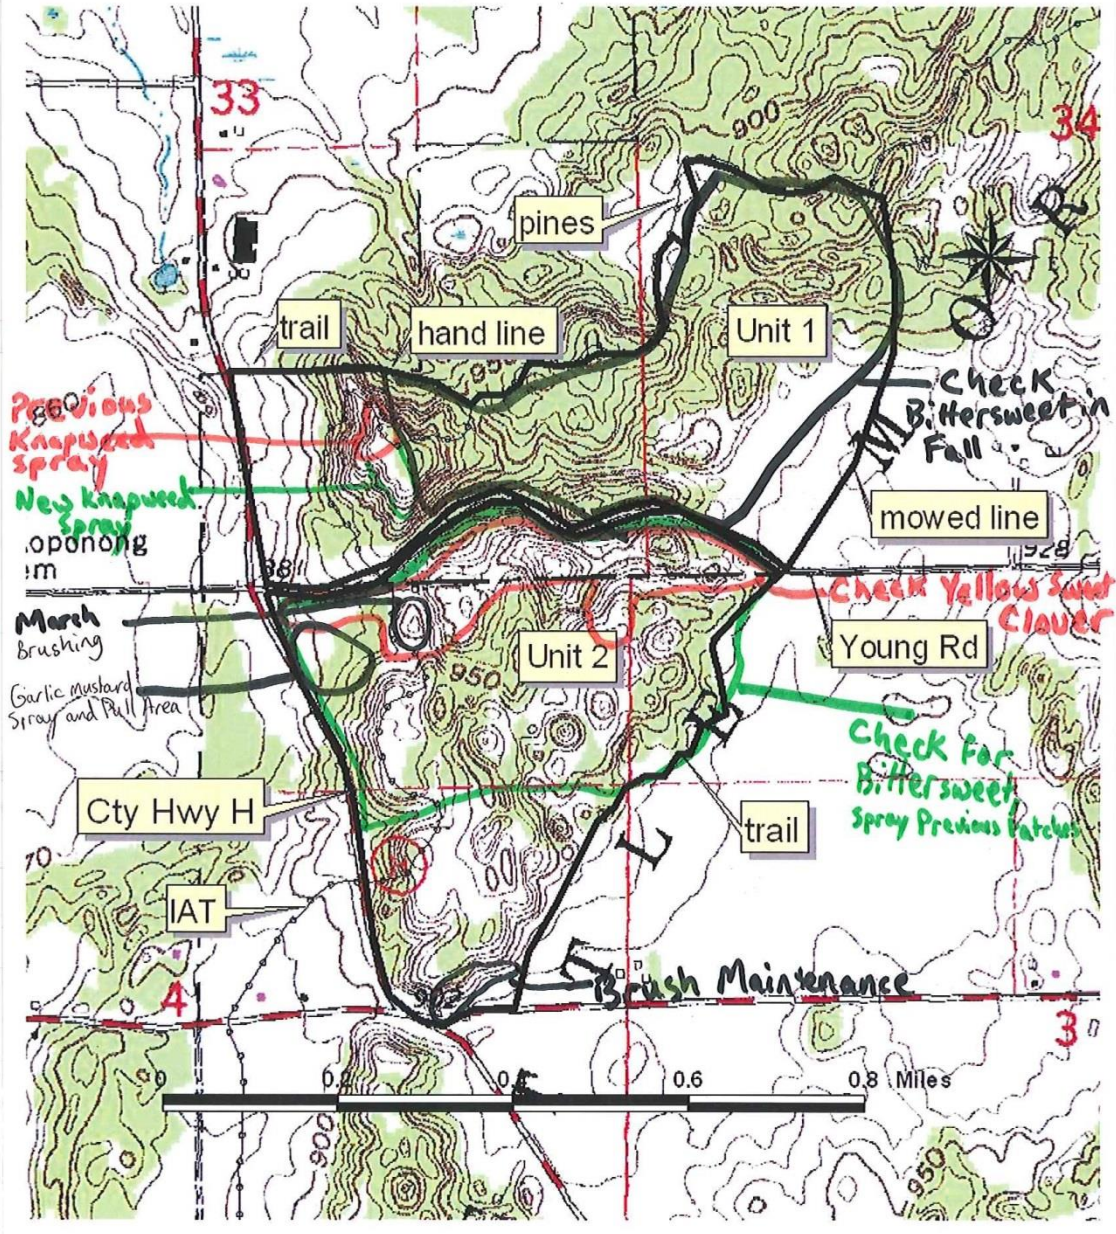 33
34
900
R
pines
O
trail
hand line
Unit 1
Check
Bittersweet in
Fall
860
Previous
Knapweed
Spray
New Knapweed
Spray
M
mowed line
oponong
m
928
Check Yellow Sweet
Clover
March
Brushing
Unit 2
Young Rd
950
Garlic Mustard
Spray and Pull Area
E
Check For
Bittersweet,
Spray Previous Patches
Cty Hwy H
trail
L
70
IAT
T
Brush Maintenance
4
3
0
0.2
0.6
0.8 Miles
900
950